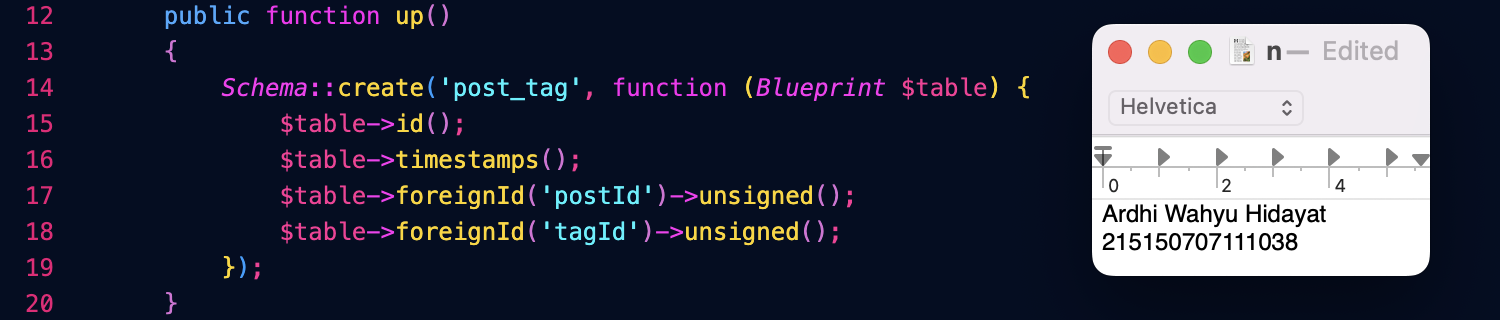 12 public function up()
13 {
14 Schema::create('post_tag', function (Blueprint $table) {
15 $table->id();
16 $table->timestamps();
17 $table->foreignId('postId')->unsigned();
18 $table->foreignId('tagId')->unsigned();
19 });
20 }
n — Edited
Helvetica
0 2 4
Ardhi Wahyu Hidayat
215150707111038